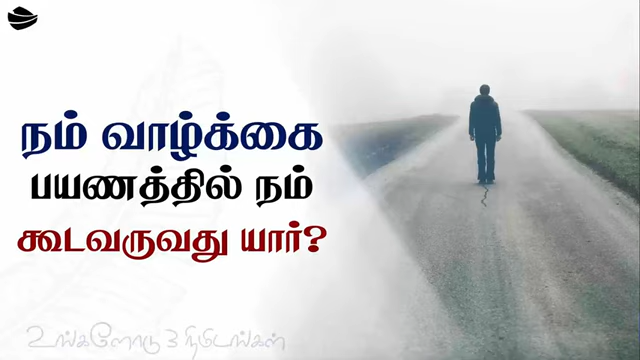 நம் வாழ்க்கை
பயணத்தில் நம்
கூடவருவது யார்?
உங்களோடு 3 நிமிடங்கள்